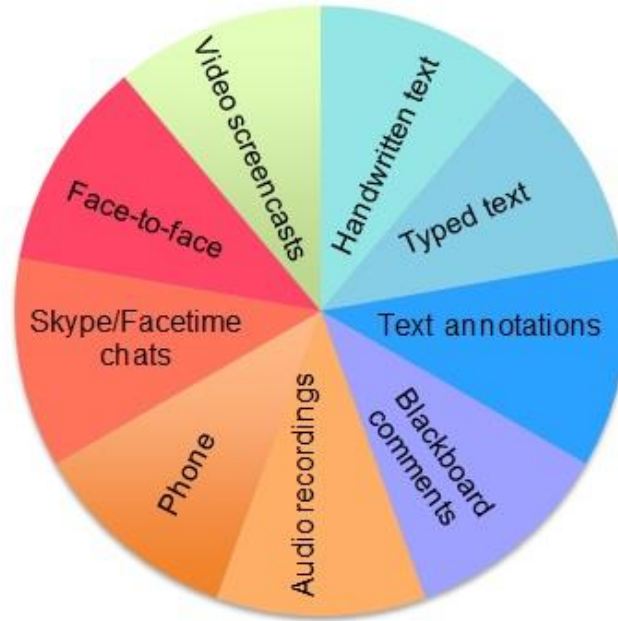 Video screencasts
Handwritten text
Typed text
Text annotations
Blackboard
comments
Audio recordings
Phone
Skype/Facetime
chats
Face-to-face